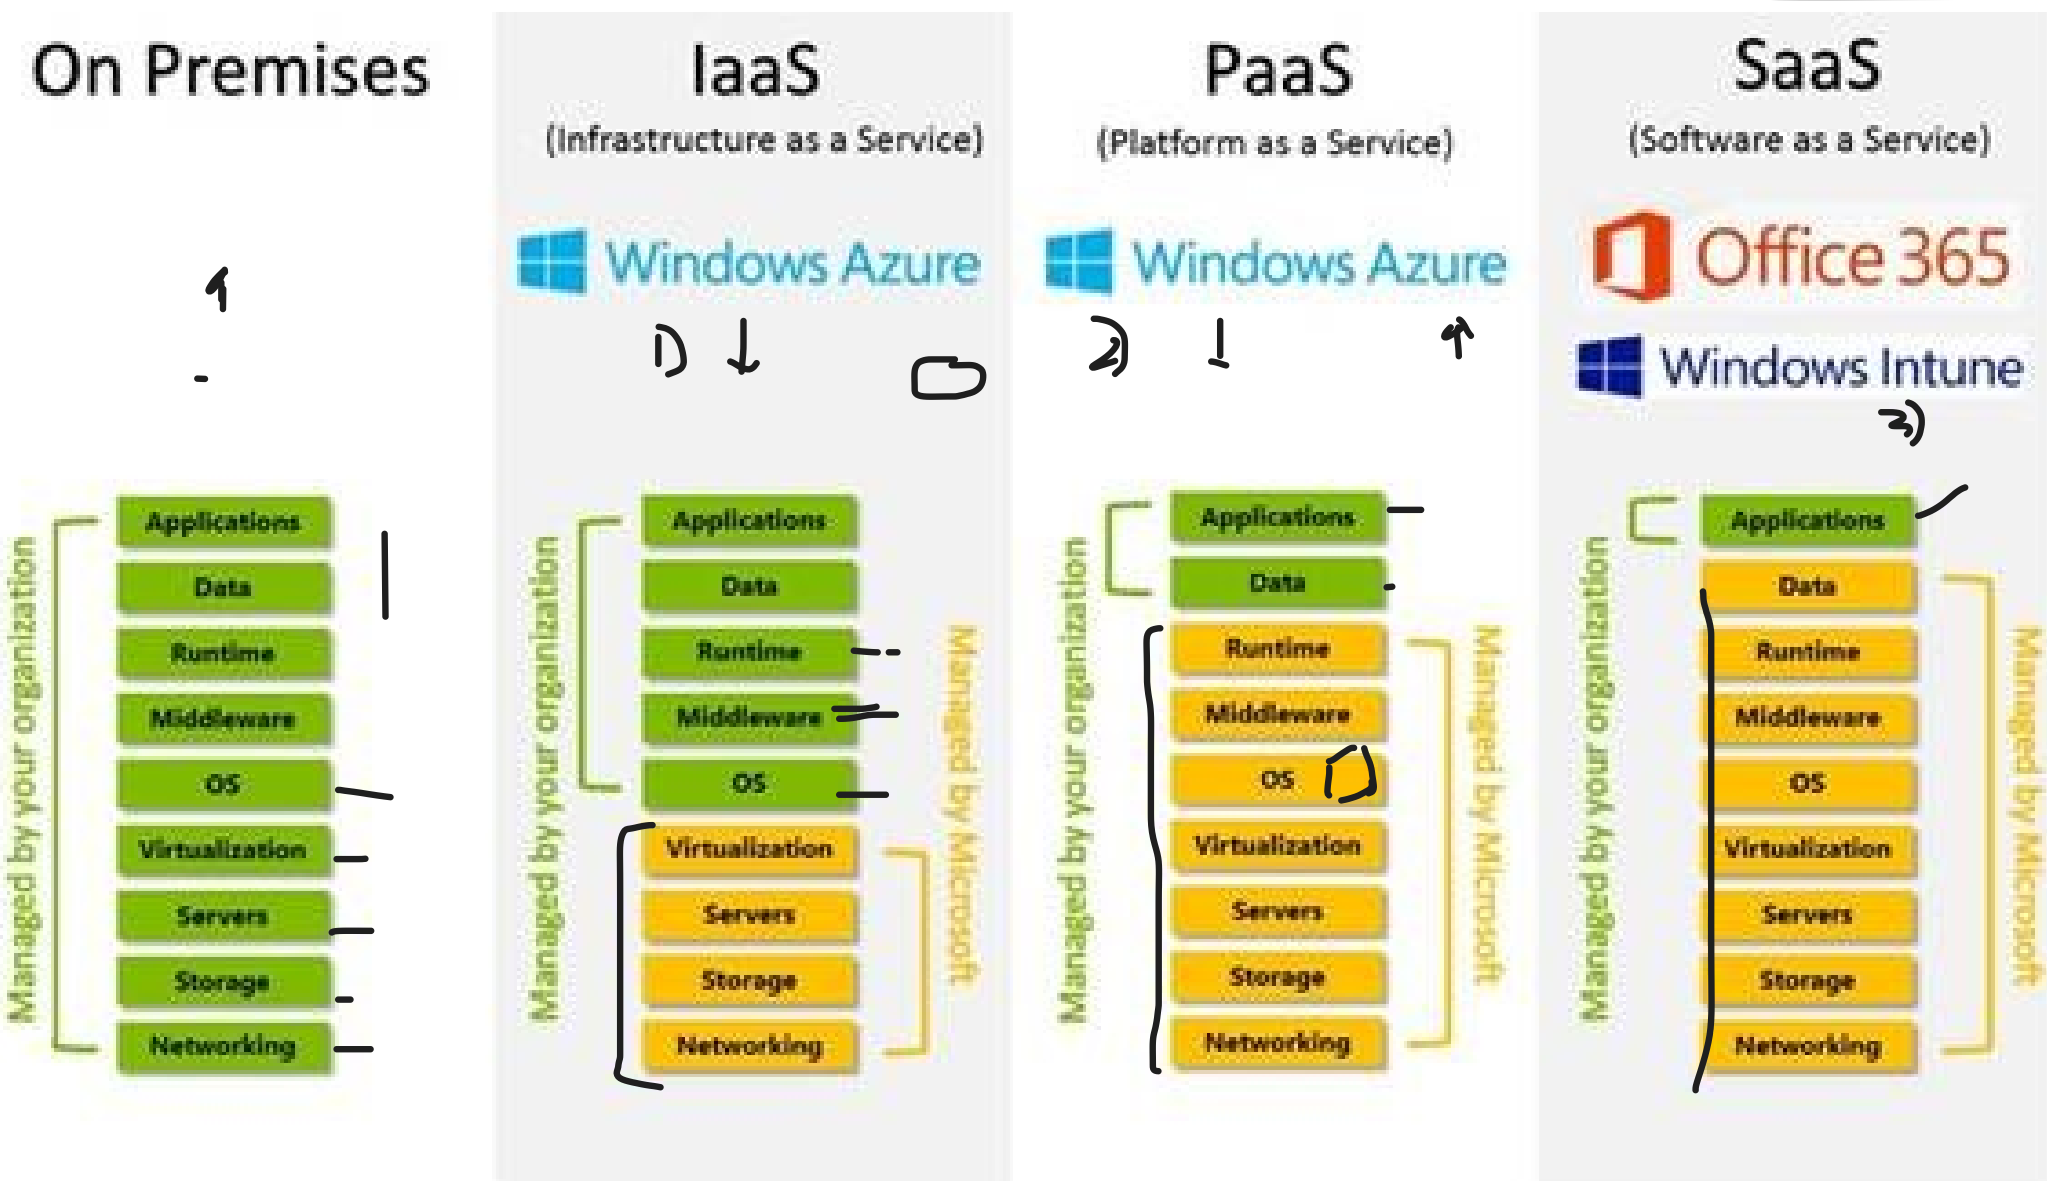 On Premises
Managed by your organization
Applications
Data
Runtime
Middleware
OS
Virtualization
Servers
Storage
Networking
IaaS
(Infrastructure as a Service)
Windows Azure
1)
Managed by your organization
Applications
Data
Runtime
Middleware
OS
Virtualization
Servers
Storage
Networking
Managed by Microsoft
PaaS
(Platform as a Service)
Windows Azure
2)
Managed by your organization
Applications
Data
Runtime
Middleware
OS
Virtualization
Servers
Storage
Networking
Managed by Microsoft
SaaS
(Software as a Service)
Office 365
Windows Intune
3)
Managed by your organization
Applications
Data
Runtime
Middleware
OS
Virtualization
Servers
Storage
Networking
Managed by Microsoft